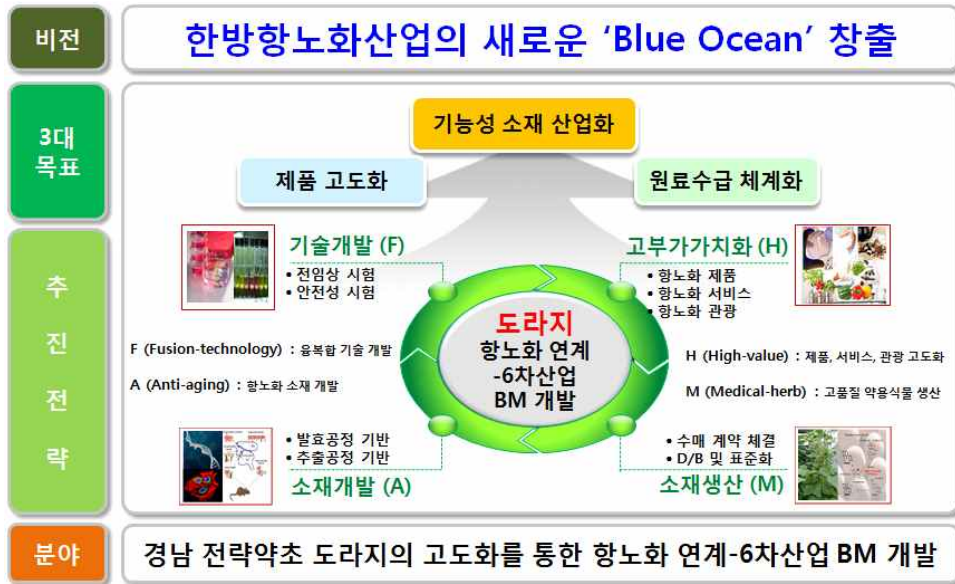 비전
한방항노화산업의 새로운 ‘Blue Ocean’ 창출
3대
목표
기능성 소재 산업화
제품 고도화
원료수급 체계화
추
진
전
략
기술개발 (F)
• 전임상 시험
• 안전성 시험
고부가가치화 (H)
• 항노화 제품
• 항노화 서비스
• 항노화 관광
도라지
항노화 연계
-6차산업
BM 개발
F (Fusion-technology) : 융복합 기술 개발
A (Anti-aging) : 항노화 소재 개발
H (High-value) : 제품, 서비스, 관광 고도화
M (Medical-herb) : 고품질 약용식물 생산
• 발효공정 기반
• 추출공정 기반
소재개발 (A)
• 수매 계약 체결
• D/B 및 표준화
소재생산 (M)
분야
경남 전략약초 도라지의 고도화를 통한 항노화 연계-6차산업 BM 개발